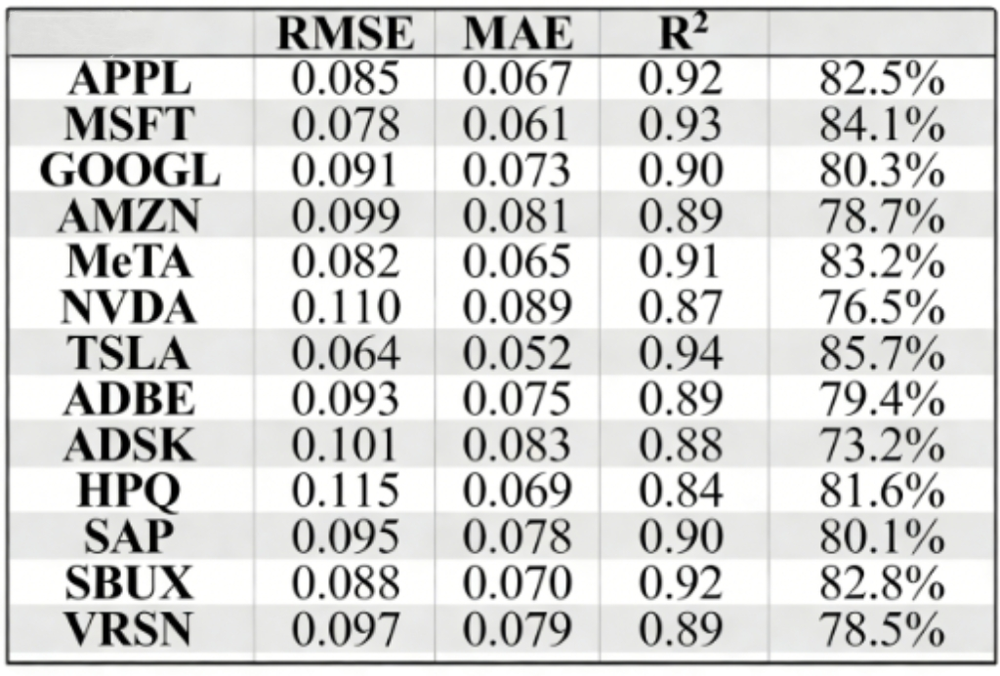 RMSE MAE R²
APPL 0.085 0.067 0.92 82.5%
MSFT 0.078 0.061 0.93 84.1%
GOOGL 0.091 0.073 0.90 80.3%
AMZN 0.099 0.081 0.89 78.7%
MeTA 0.082 0.065 0.91 83.2%
NVDA 0.110 0.089 0.87 76.5%
TSLA 0.064 0.052 0.94 85.7%
ADBE 0.093 0.075 0.89 79.4%
ADSK 0.101 0.083 0.88 73.2%
HPQ 0.115 0.069 0.84 81.6%
SAP 0.095 0.078 0.90 80.1%
SBUX 0.088 0.070 0.92 82.8%
VRSN 0.097 0.079 0.89 78.5%